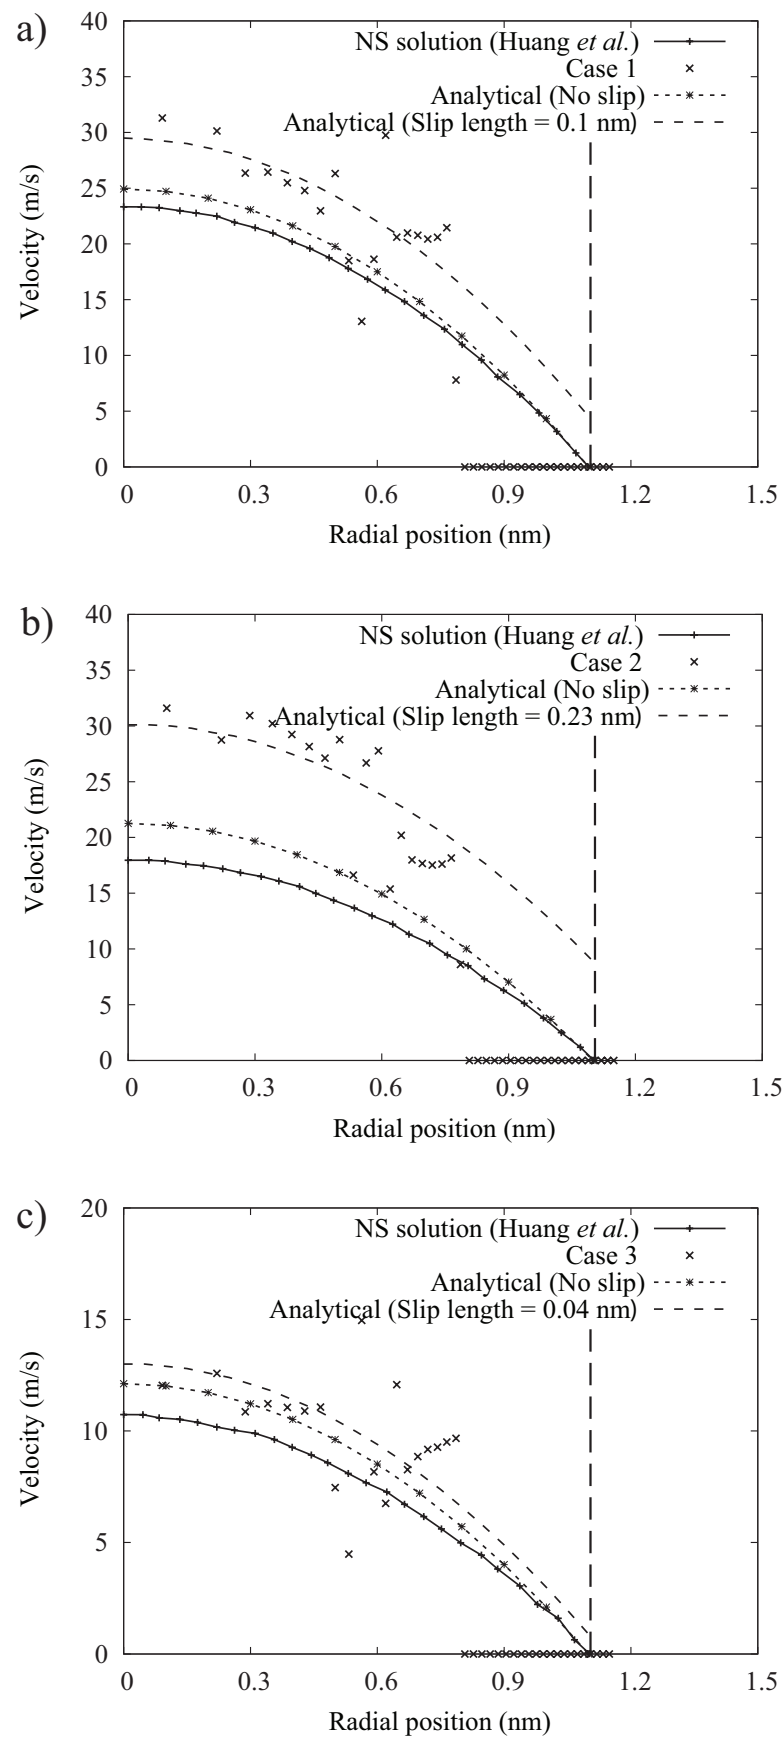 a)
40
35
30
25
20
15
10
5
0
Velocity (m/s)
NS solution (Huang et al.)
Case 1
Analytical (No slip)
Analytical (Slip length = 0.1 nm)
0 0.3 0.6 0.9 1.2 1.5
Radial position (nm)
b)
40
35
30
25
20
15
10
5
0
Velocity (m/s)
NS solution (Huang et al.)
Case 2
Analytical (No slip)
Analytical (Slip length = 0.23 nm)
0 0.3 0.6 0.9 1.2 1.5
Radial position (nm)
c)
20
15
10
5
0
Velocity (m/s)
NS solution (Huang et al.)
Case 3
Analytical (No slip)
Analytical (Slip length = 0.04 nm)
0 0.3 0.6 0.9 1.2 1.5
Radial position (nm)